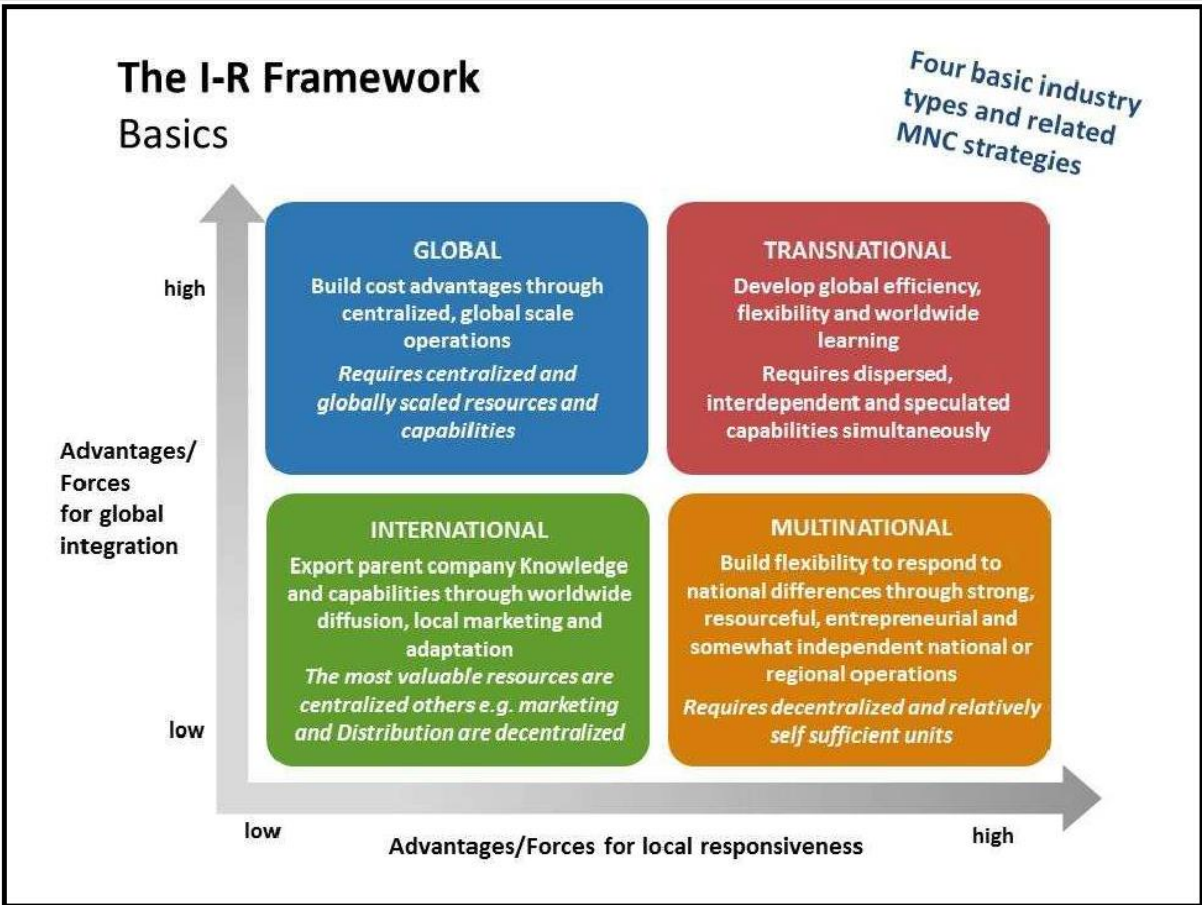 The I-R Framework
Basics
Four basic industry
types and related
MNC strategies
high
GLOBAL
Build cost advantages through
centralized, global scale
operations
Requires centralized and
globally scaled resources and
capabilities
TRANSNATIONAL
Develop global efficiency,
flexibility and worldwide
learning
Requires dispersed,
interdependent and speculated
capabilities simultaneously
Advantages/
Forces
for global
integration
INTERNATIONAL
Export parent company Knowledge
and capabilities through worldwide
diffusion, local marketing and
adaptation
The most valuable resources are
centralized others e.g. marketing
and Distribution are decentralized
MULTINATIONAL
Build flexibility to respond to
national differences through strong,
resourceful, entrepreneurial and
somewhat independent national or
regional operations
Requires decentralized and relatively
self sufficient units
low
low
Advantages/Forces for local responsiveness
high